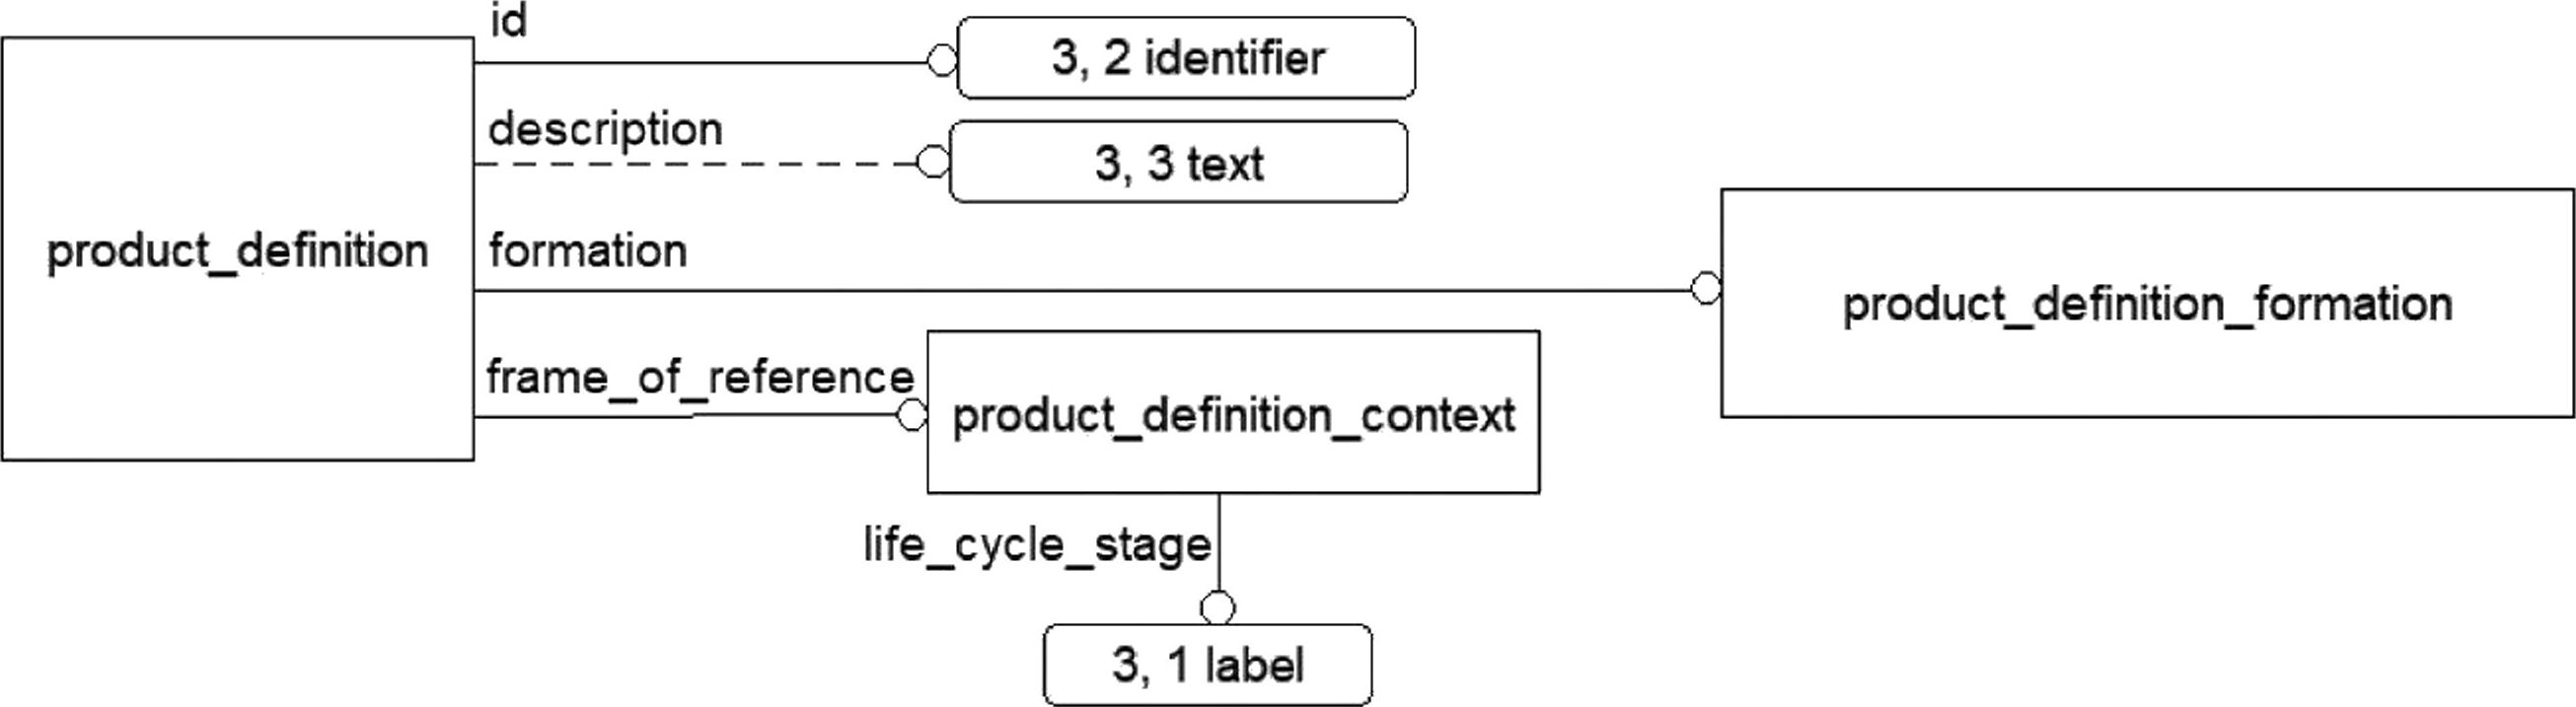 id
3, 2 identifier
description
3, 3 text
product_definition
formation
product_definition_formation
frame_of_reference
product_definition_context
life_cycle_stage
3, 1 label